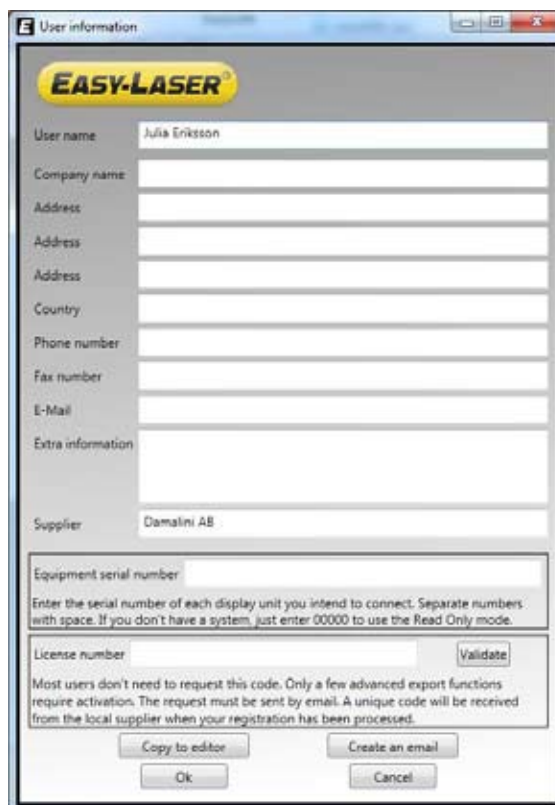 User information
EASY-LASER®
User name Julia Eriksson
Company name
Address
Address
Address
Country
Phone number
Fax number
E-Mail
Extra information
Supplier Damalini AB
Equipment serial number
Enter the serial number of each display unit you intend to connect. Separate numbers
with space. If you don't have a system, just enter 00000 to use the Read Only mode.
License number Validate
Most users don't need to request this code. Only a few advanced export functions
require activation. The request must be sent by email. A unique code will be received
from the local supplier when your registration has been processed.
Copy to editor Create an email
Ok Cancel